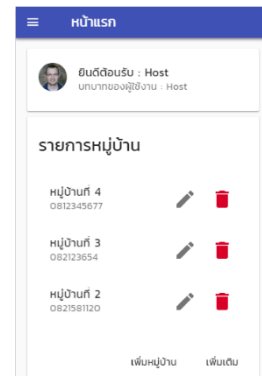 หน้าแรก
ยินดีต้อนรับ : Host
บทบาทของผู้ใช้งาน : Host
รายการหมู่บ้าน
หมู่บ้านที่ 4
0812345677
หมู่บ้านที่ 3
082123654
หมู่บ้านที่ 2
0821581120
เพิ่มหมู่บ้าน เพิ่มเติม